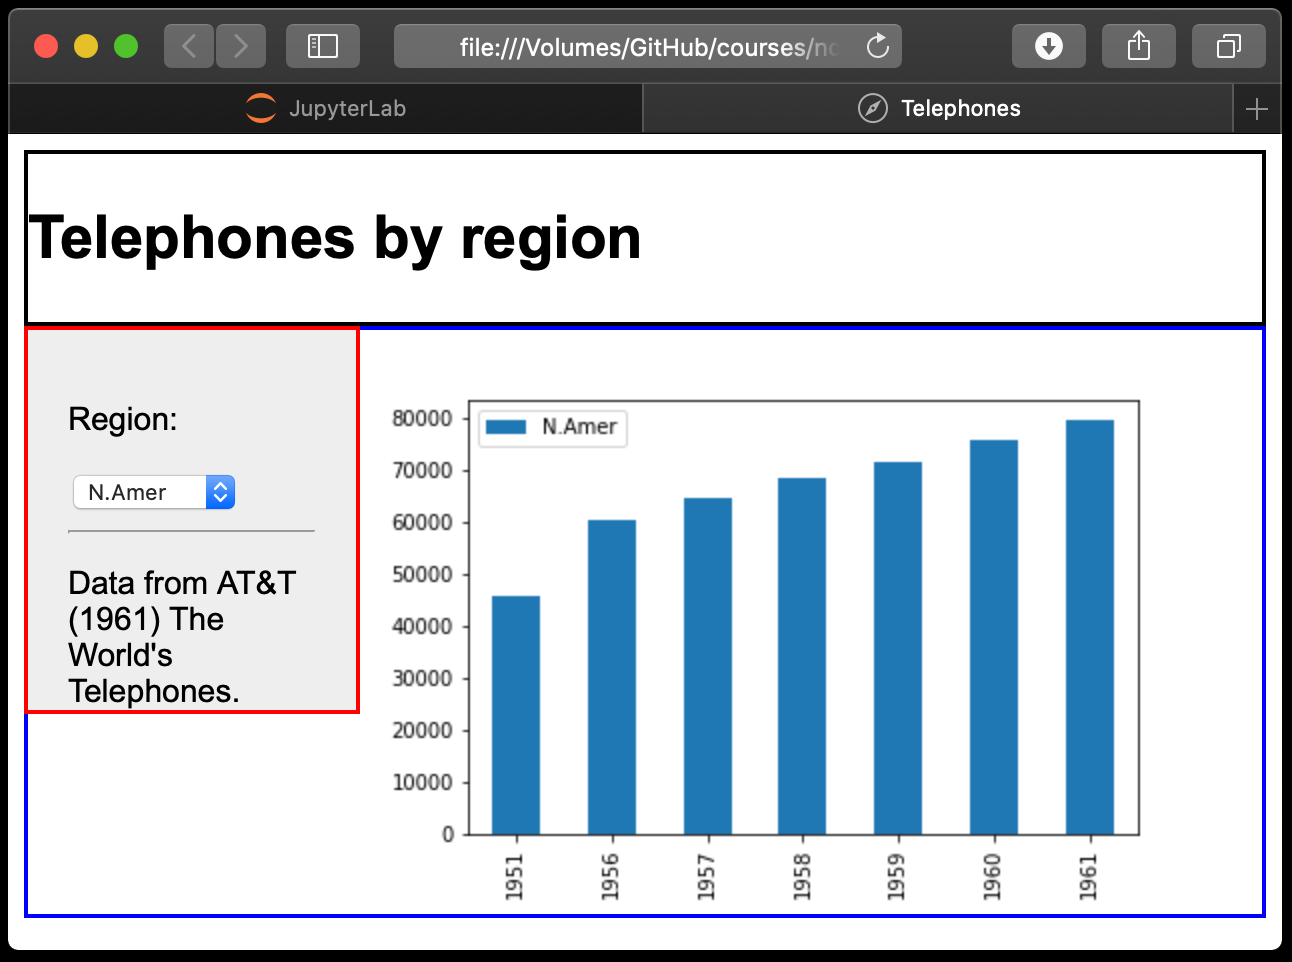 file:///Volumes/GitHub/courses/no
JupyterLab
Telephones
Telephones by region
Region:
N.Amer
Data from AT&T
(1961) The
World's
Telephones.
N.Amer
80000
70000
60000
50000
40000
30000
20000
10000
0
1951
1956
1957
1958
1959
1960
1961